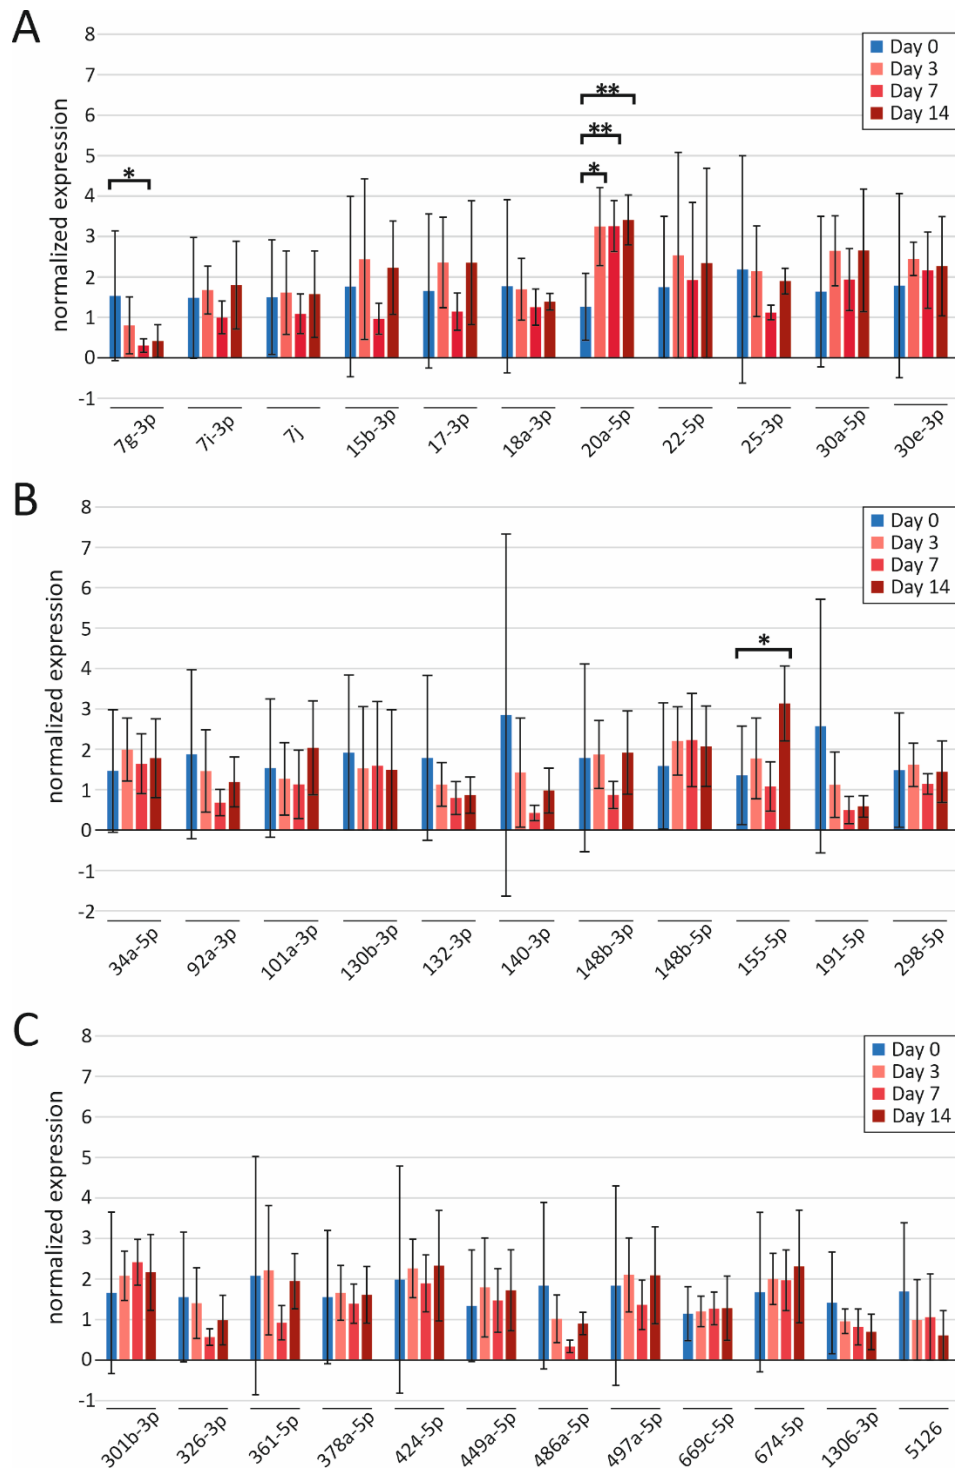 A
normalized expression
8
7
6
5
4
3
2
1
0
-1
Day 0
Day 3
Day 7
Day 14
*
*
**
**
7g-3p
7i-3p
7j
15b-3p
17-3p
18a-3p
20a-5p
22-5p
25-3p
30a-5p
30e-3p
B
normalized expression
8
7
6
5
4
3
2
1
0
-1
-2
Day 0
Day 3
Day 7
Day 14
*
34a-5p
92a-3p
101a-3p
130b-3p
132-3p
140-3p
148b-3p
148b-5p
155-5p
191-5p
298-5p
C
normalized expression
8
7
6
5
4
3
2
1
0
-1
Day 0
Day 3
Day 7
Day 14
301b-3p
326-3p
361-5p
378a-5p
424-5p
449a-5p
486a-5p
497a-5p
669c-5p
674-5p
1306-3p
5126